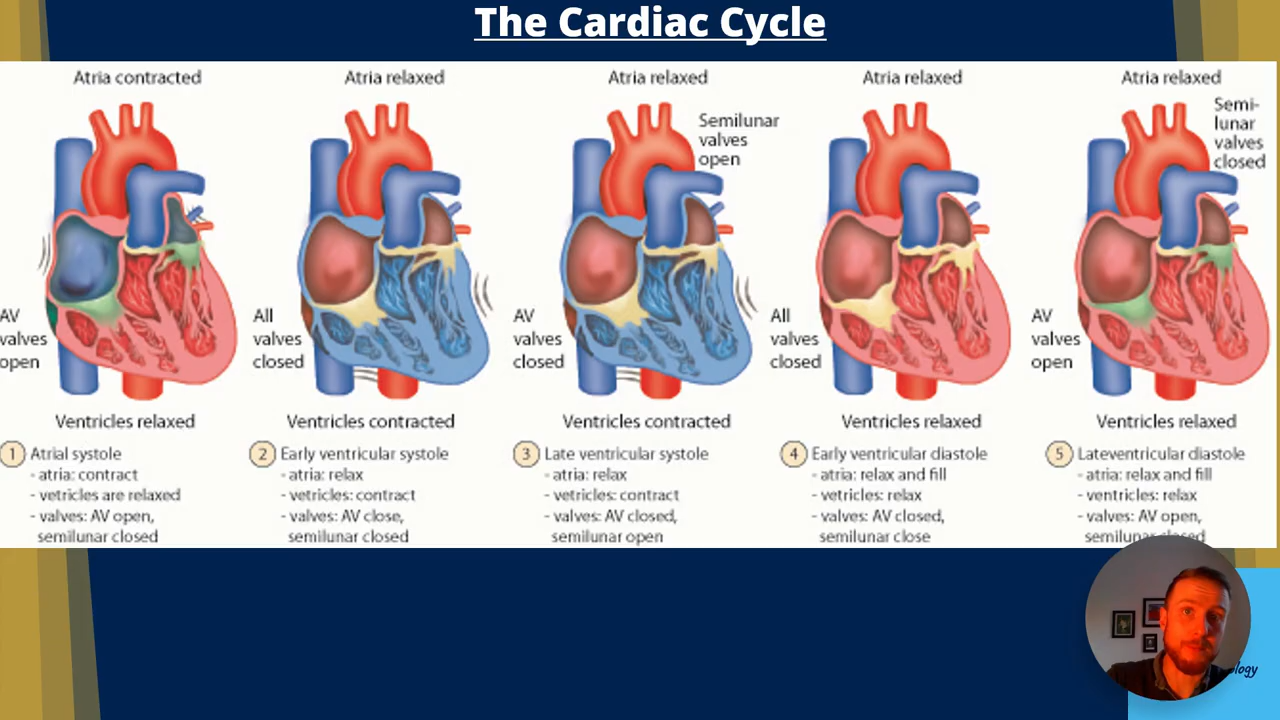 The Cardiac Cycle
Atria contracted
Atria relaxed
Atria relaxed
Atria relaxed
Atria relaxed
Semilunar
valves
open
Semi-
lunar
valves
closed
AV
valves
open
All
valves
closed
AV
valves
closed
All
valves
closed
AV
valves
open
Ventricles relaxed
Ventricles contracted
Ventricles contracted
Ventricles relaxed
Ventricles relaxed
1 Atrial systole
- atria: contract
- vetricles are relaxed
- valves: AV open,
semilunar closed
2 Early ventricular systole
- atria: relax
- vetricles: contract
- valves: AV close,
semilunar closed
3 Late ventricular systole
- atria: relax
- vetricles: contract
- valves: AV closed,
semilunar open
4 Early ventricular diastole
- atria: relax and fill
- vetricles: relax
- valves: AV closed,
semilunar close
5 Lateventricular diastole
- atria: relax and fill
- ventricles: relax
- valves: AV open,
semilunar closed